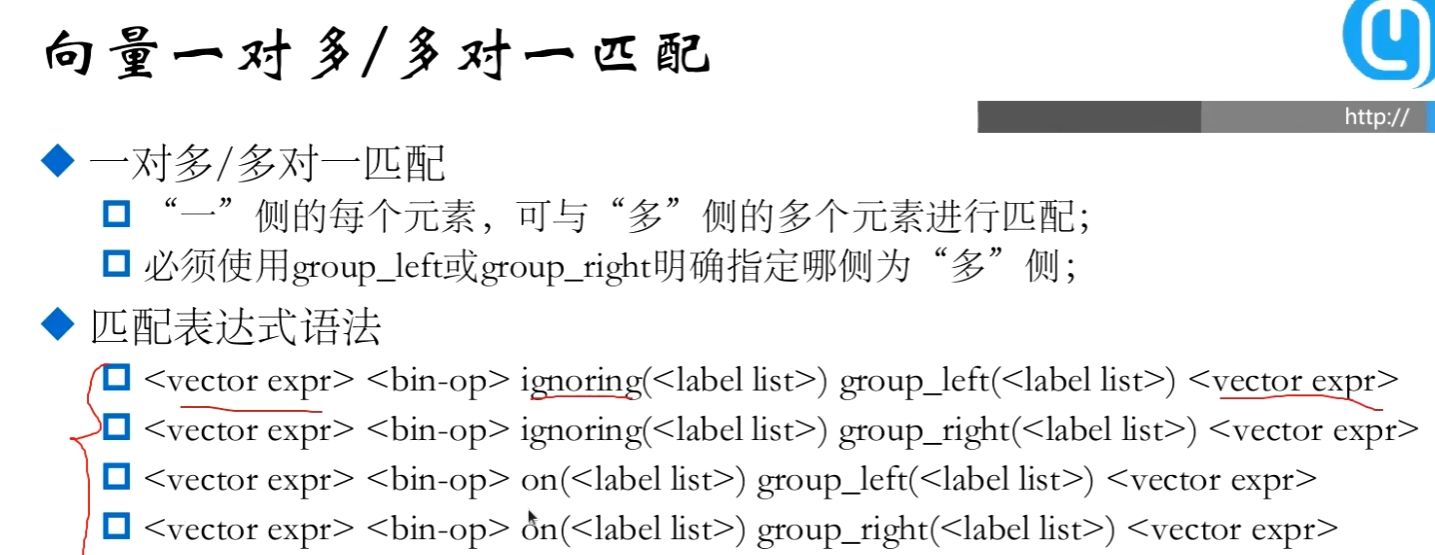 向量一对多/多对一匹配
http://
一对多/多对一匹配
“一”侧的每个元素，可与“多”侧的多个元素进行匹配；
必须使用group_left或group_right明确指定哪侧为“多”侧；
匹配表达式语法
<vector expr> <bin-op> ignoring(<label list>) group_left(<label list>) <vector expr>
<vector expr> <bin-op> ignoring(<label list>) group_right(<label list>) <vector expr>
<vector expr> <bin-op> on(<label list>) group_left(<label list>) <vector expr>
<vector expr> <bin-op> on(<label list>) group_right(<label list>) <vector expr>